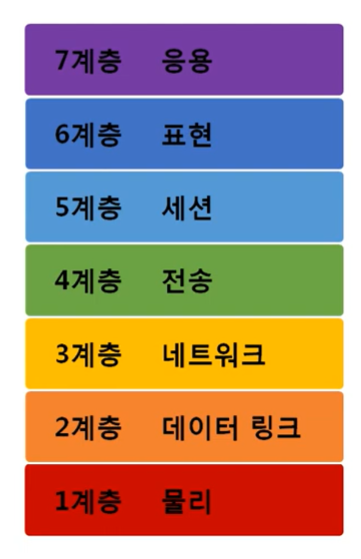 7계층 응용
6계층 표현
5계층 세션
4계층 전송
3계층 네트워크
2계층 데이터 링크
1계층 물리